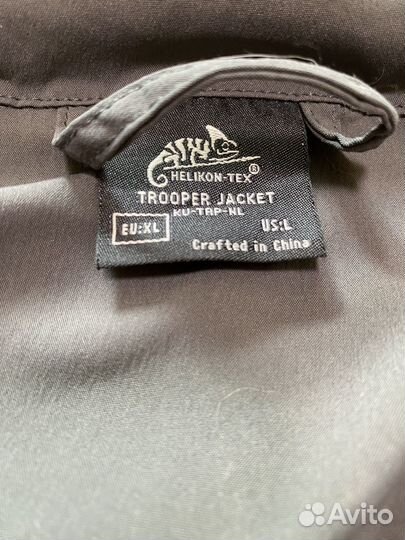 HELIKON-TEX®
TROOPER JACKET
KU-TRP-NL
EU:XL US:L
Crafted in China
Avito